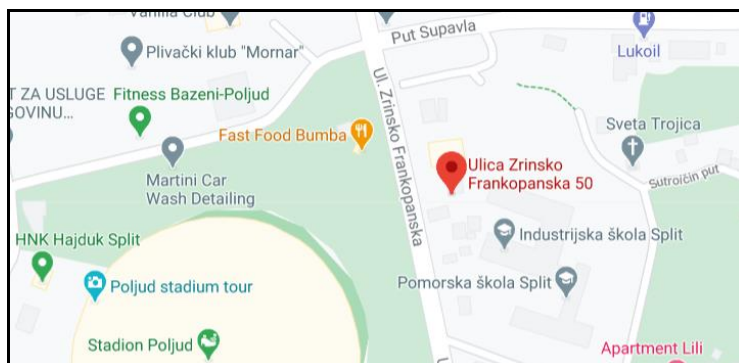 Vanilla Club
Put Supavla
Lukoil
Plivački klub "Mornar"
Ul. Zrinsko Frankopanska
T ZA USLUGE
GOVINU...
Fitness Bazeni-Poljud
Fast Food Bumba
Sveta Trojica
Ulica Zrinsko
Frankopanska 50
Martini Car
Wash Detailing
Sutroičin put
HNK Hajduk Split
Industrijska škola Split
Poljud stadium tour
Pomorska škola Split
Stadion Poljud
Apartment Lili
U